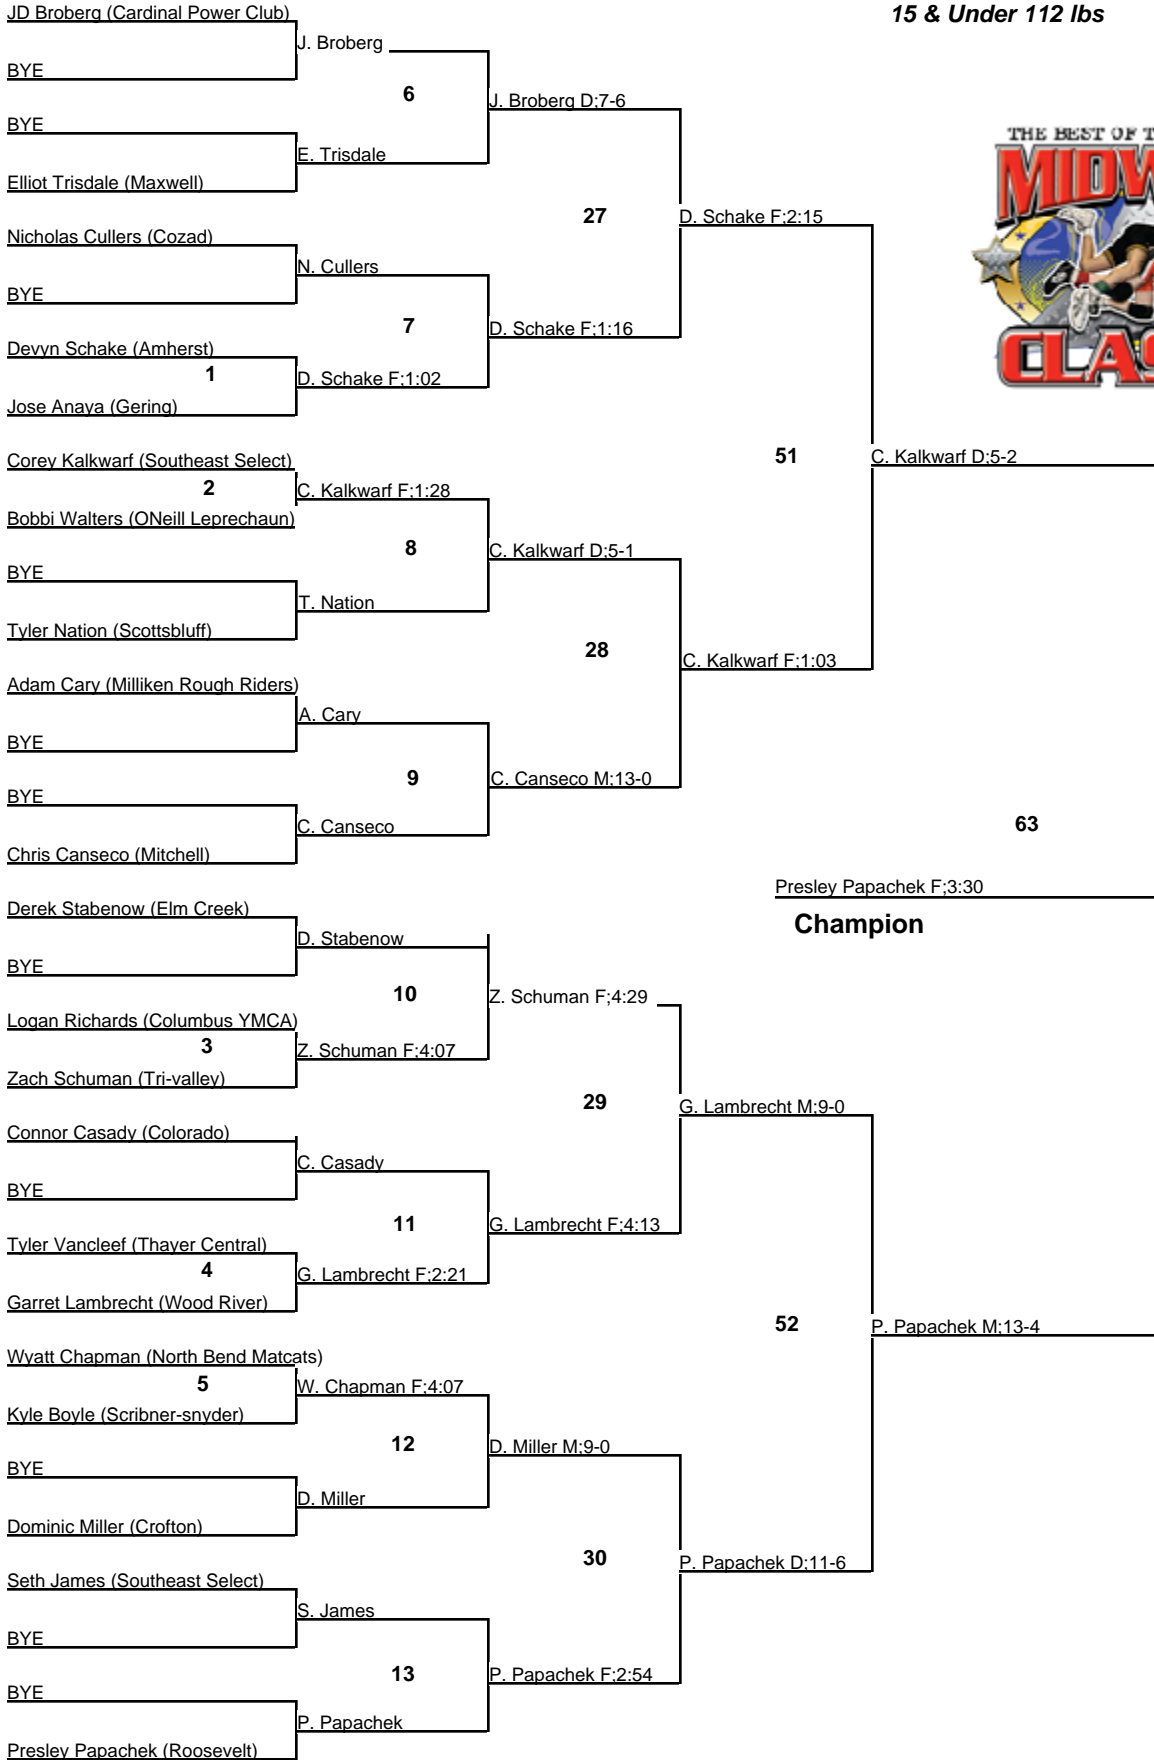 JD Broberg (Cardinal Power Club)
15 & Under 112 lbs
J. Broberg
BYE
6
J. Broberg D;7-6
BYE
E. Trisdale
Elliot Trisdale (Maxwell)
THE BEST OF
27
D. Schake F;2:15
Nicholas Cullers (Cozad)
N. Cullers
BYE
7
D. Schake F;1:16
Devyn Schake (Amherst)
1
D. Schake F;1:02
Jose Anaya (Gering)
51
C. Kalkwarf D;5-2
Corey Kalkwarf (Southeast Select)
2
C. Kalkwarf F;1:28
Bobbi Walters (ONeill Leprechaun)
8
C. Kalkwarf D;5-1
BYE
T. Nation
Tyler Nation (Scottsbluff)
28
C. Kalkwarf F;1:03
Adam Cary (Milliken Rough Riders)
A. Cary
BYE
9
C. Canseco M;13-0
BYE
C. Canseco
Chris Canseco (Mitchell)
63
Presley Papachek F;3:30
Champion
Derek Stabenow (Elm Creek)
D. Stabenow
BYE
10
Z. Schuman F;4:29
Logan Richards (Columbus YMCA)
3
Z. Schuman F;4:07
Zach Schuman (Tri-valley)
29
G. Lambrecht M;9-0
Connor Casady (Colorado)
C. Casady
BYE
11
G. Lambrecht F;4:13
Tyler Vancleef (Thayer Central)
4
G. Lambrecht F;2:21
Garret Lambrecht (Wood River)
52
P. Papachek M;13-4
Wyatt Chapman (North Bend Matcats)
5
W. Chapman F;4:07
Kyle Boyle (Scribner-snyder)
12
D. Miller M;9-0
BYE
D. Miller
Dominic Miller (Crofton)
30
P. Papachek D;11-6
Seth James (Southeast Select)
S. James
BYE
13
P. Papachek F;2:54
BYE
P. Papachek
Presley Papachek (Roosevelt)